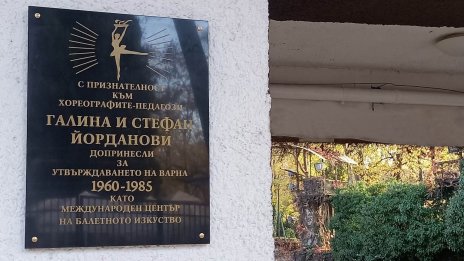 С ПРИЗНАТЕЛНОСТ
КЪМ
ХОРЕОГРАФИТЕ-ПЕДАГОЗИ
ГАЛИНА И СТЕФАН
ЙОРДАНОВИ
ДОПРИНЕСЛИ
ЗА
УТВЪРЖДАВАНЕТО НА ВАРНА
1960-1985
КАТО
МЕЖДУНАРОДЕН ЦЕНТЪР
НА БАЛЕТНОТО ИЗКУСТВО